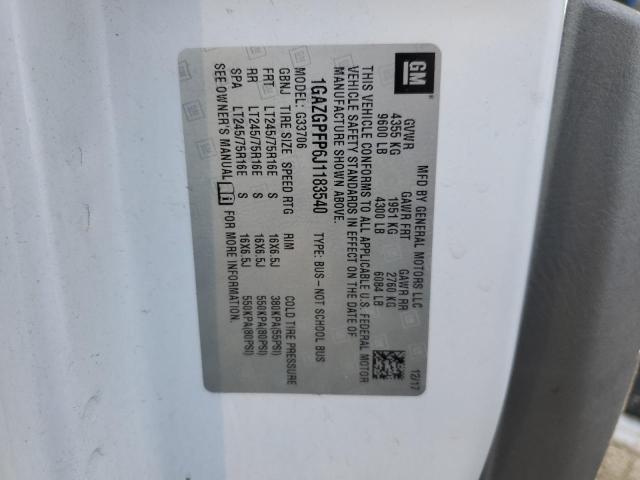 GM
MFD BY GENERAL MOTORS LLC 12/17
GVWR GAWR FRT GAWR RR
4355 KG 1951 KG 2760 KG
9600 LB 4300 LB 6084 LB
THIS VEHICLE CONFORMS TO ALL APPLICABLE U.S. FEDERAL MOTOR
VEHICLE SAFETY STANDARDS IN EFFECT ON THE DATE OF
MANUFACTURE SHOWN ABOVE.
1GAZGPFP6J1183540 TYPE: BUS-NOT SCHOOL BUS
MODEL: G33706
GBNJ TIRE SIZE SPEED RTG RIM COLD TIRE PRESSURE
FRT LT245/75R16E S 16X6.5J 380KPA(55PSI)
RR LT245/75R16E S 16X6.5J 550KPA(80PSI)
SPA LT245/75R16E S 16X6.5J 550KPA(80PSI)
SEE OWNER'S MANUAL FOR MORE INFORMATION.